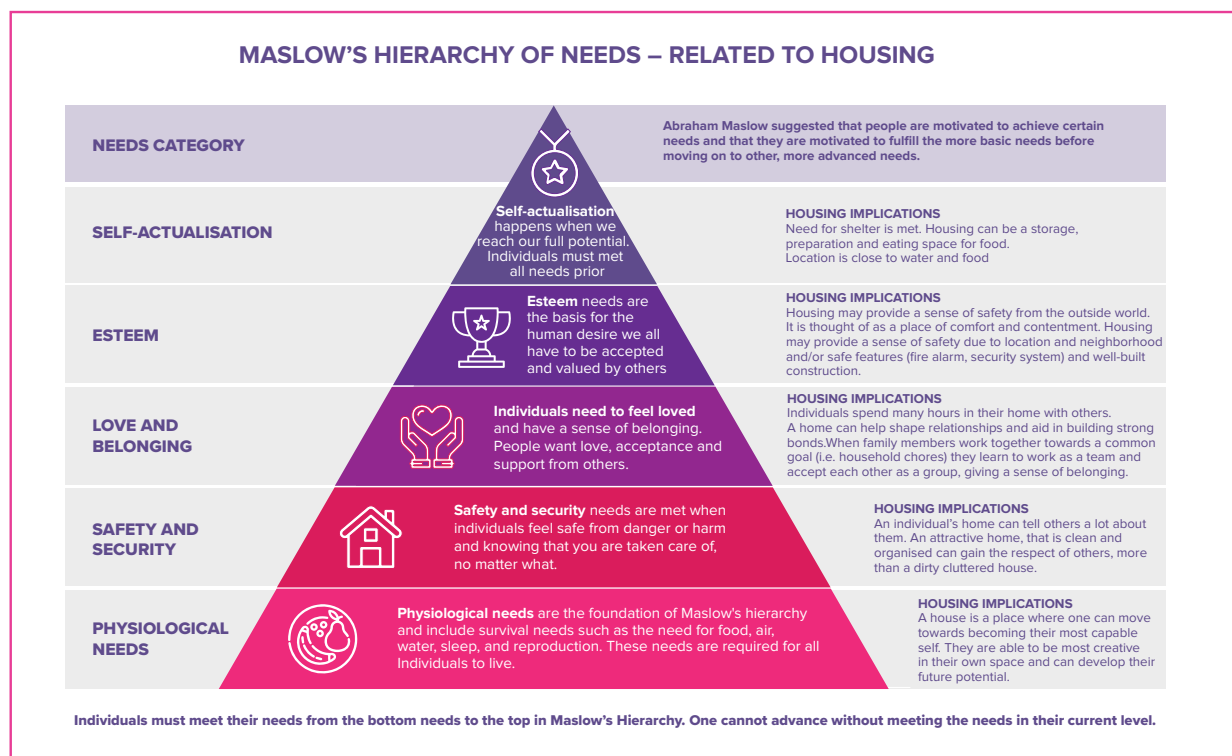 MASLOW'S HIERARCHY OF NEEDS – RELATED TO HOUSING
NEEDS CATEGORY
Abraham Maslow suggested that people are motivated to achieve certain
needs and that they are motivated to fulfill the more basic needs before
moving on to other, more advanced needs.
SELF-ACTUALISATION
Self-actualisation
happens when we
reach our full potential.
Individuals must met
all needs prior
HOUSING IMPLICATIONS
Need for shelter is met. Housing can be a storage,
preparation and eating space for food.
Location is close to water and food
ESTEEM
Esteem needs are
the basis for the
human desire we all
have to be accepted
and valued by others
HOUSING IMPLICATIONS
Housing may provide a sense of safety from the outside world.
It is thought of as a place of comfort and contentment. Housing
may provide a sense of safety due to location and neighborhood
and/or safe features (fire alarm, security system) and well-built
construction.
LOVE AND
BELONGING
Individuals need to feel loved
and have a sense of belonging.
People want love, acceptance and
support from others.
HOUSING IMPLICATIONS
Individuals spend many hours in their home with others.
A home can help shape relationships and aid in building strong
bonds.When family members work together towards a common
goal (i.e. household chores) they learn to work as a team and
accept each other as a group, giving a sense of belonging.
SAFETY AND
SECURITY
Safety and security needs are met when
individuals feel safe from danger or harm
and knowing that you are taken care of,
no matter what.
HOUSING IMPLICATIONS
An individual's home can tell others a lot about
them. An attractive home, that is clean and
organised can gain the respect of others, more
than a dirty cluttered house.
PHYSIOLOGICAL
NEEDS
Physiological needs are the foundation of Maslow's hierarchy
and include survival needs such as the need for food, air,
water, sleep, and reproduction. These needs are required for all
Individuals to live.
HOUSING IMPLICATIONS
A house is a place where one can move
towards becoming their most capable
self. They are able to be most creative
in their own space and can develop their
future potential.
Individuals must meet their needs from the bottom needs to the top in Maslow's Hierarchy. One cannot advance without meeting the needs in their current level.